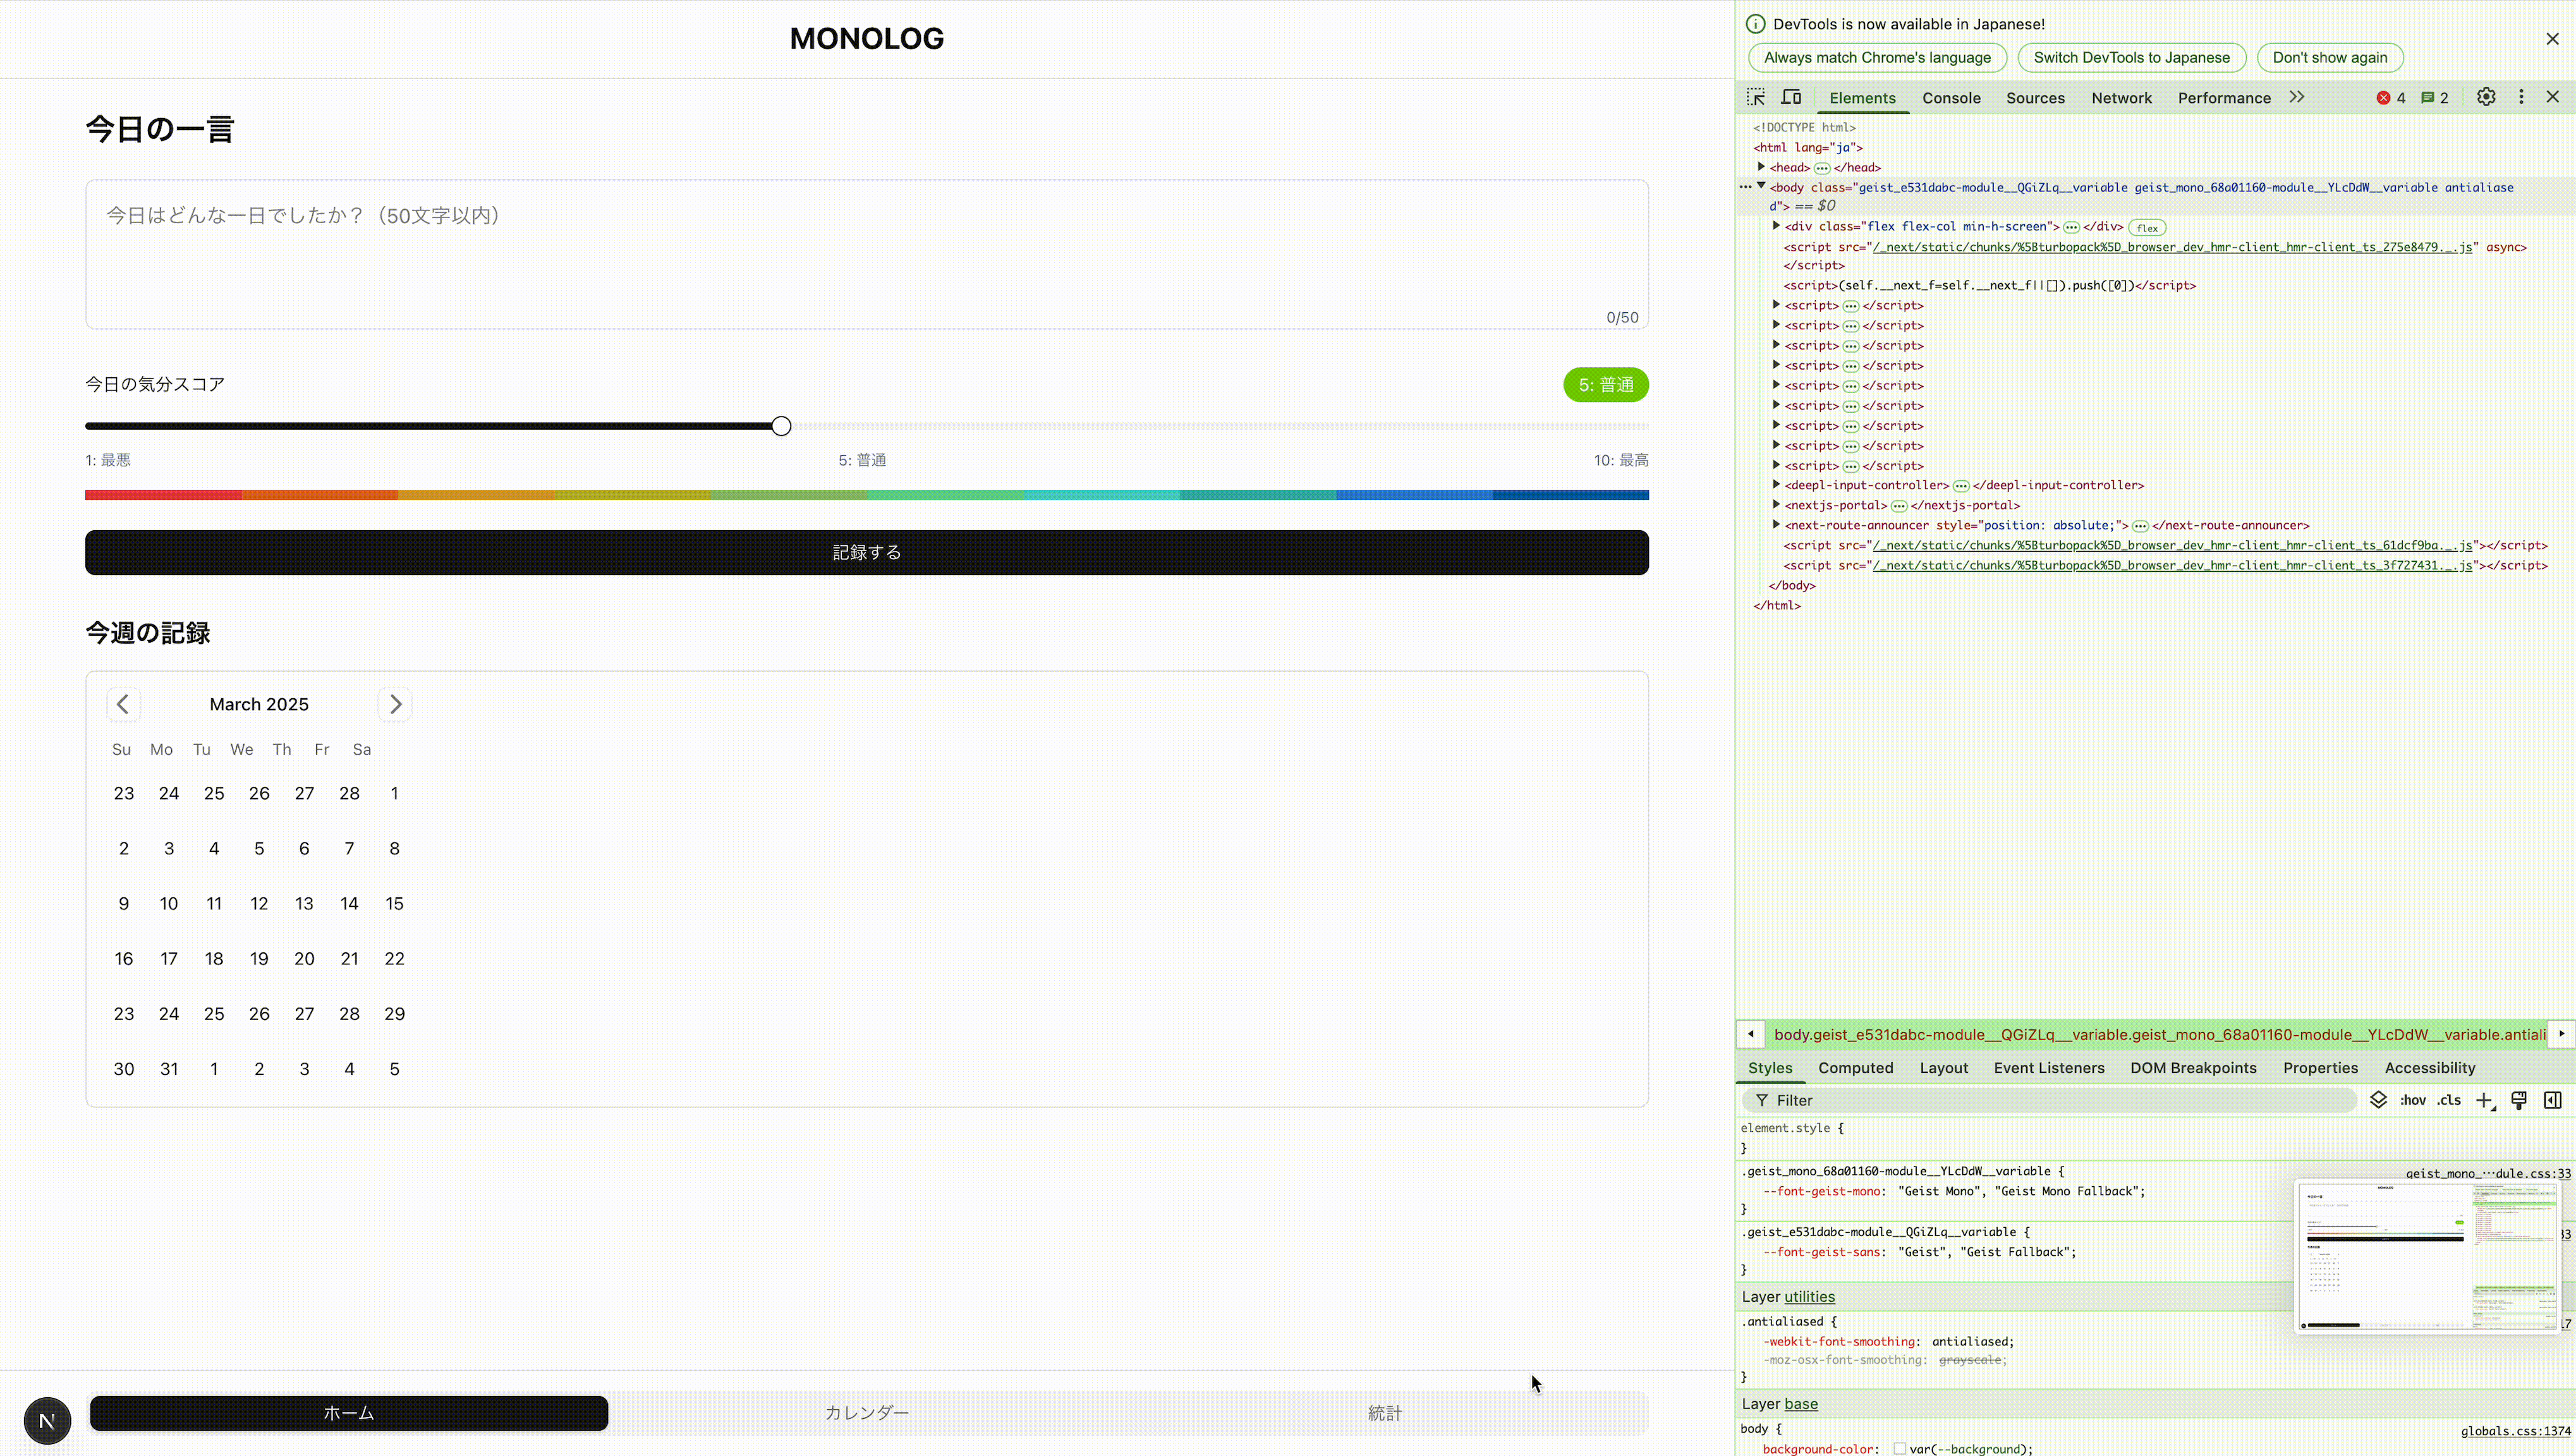 MONOLOG
今日の一言
今日はどんな一日でしたか？（50文字以内）
0/50
今日の気分スコア
5: 普通
1: 最悪
5: 普通
10: 最高
記録する
今週の記録
March 2025
Su Mo Tu We Th Fr Sa
23 24 25 26 27 28 1
2 3 4 5 6 7 8
9 10 11 12 13 14 15
16 17 18 19 20 21 22
23 24 25 26 27 28 29
30 31 1 2 3 4 5
N
ホーム
カレンダー
統計
DevTools is now available in Japanese!
Always match Chrome's language
Switch DevTools to Japanese
Don't show again
Elements Console Sources Network Performance 4 2
<!DOCTYPE html>
<html lang="ja">
<head> ••• </head>
••• <body class="geist_e531dabc-module__QGiZLq__variable geist_mono_68a01160-module__YLcDdW__variable antialiase
d"> == $0
<div class="flex flex-col min-h-screen"> ••• </div> flex
<script src="/_next/static/chunks/%5Bturbopack%5D_browser_dev_hmr-client_hmr-client_ts_275e8479._.js" async>
</script>
<script>(self.__next_f=self.__next_f||[]).push([0])</script>
<script> ••• </script>
<script> ••• </script>
<script> ••• </script>
<script> ••• </script>
<script> ••• </script>
<script> ••• </script>
<script> ••• </script>
<script> ••• </script>
<script> ••• </script>
<deepl-input-controller> ••• </deepl-input-controller>
<nextjs-portal> ••• </nextjs-portal>
<next-route-announcer style="position: absolute;"> ••• </next-route-announcer>
<script src="/_next/static/chunks/%5Bturbopack%5D_browser_dev_hmr-client_hmr-client_ts_61dcf9ba._.js"></script>
<script src="/_next/static/chunks/%5Bturbopack%5D_browser_dev_hmr-client_hmr-client_ts_3f727431._.js"></script>
</body>
</html>
body.geist_e531dabc-module__QGiZLq__variable.geist_mono_68a01160-module__YLcDdW__variable.antiali
Styles Computed Layout Event Listeners DOM Breakpoints Properties Accessibility
Filter :hov .cls
element.style {
}
.geist_mono_68a01160-module__YLcDdW__variable { geist_mono_…dule.css:33
--font-geist-mono: "Geist Mono", "Geist Mono Fallback";
}
.geist_e531dabc-module__QGiZLq__variable { 33
--font-geist-sans: "Geist", "Geist Fallback";
}
Layer utilities
.antialiased { 17
-webkit-font-smoothing: antialiased;
-moz-osx-font-smoothing: grayscale;
}
Layer base
body { globals.css:1374
background-color: var(--background);